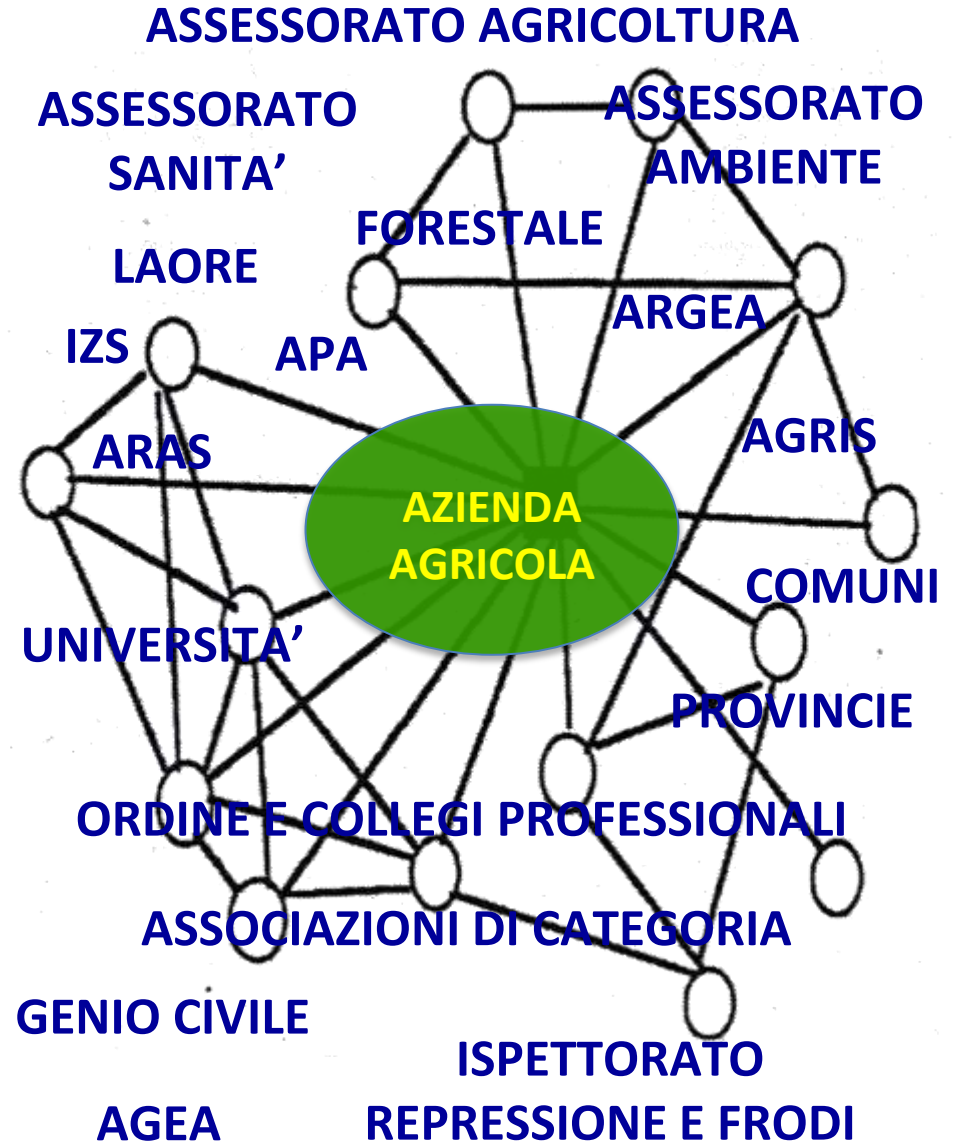 ASSESSORATO AGRICOLTURA
ASSESSORATO
SANITA’
ASSESSORATO
AMBIENTE
FORESTALE
LAORE
ARGEA
IZS
APA
ARAS
AGRIS
AZIENDA
AGRICOLA
COMUNI
UNIVERSITA’
PROVINCIE
ORDINE E COLLEGI PROFESSIONALI
ASSOCIAZIONI DI CATEGORIA
GENIO CIVILE
ISPETTORATO
REPRESSIONE E FRODI
AGEA